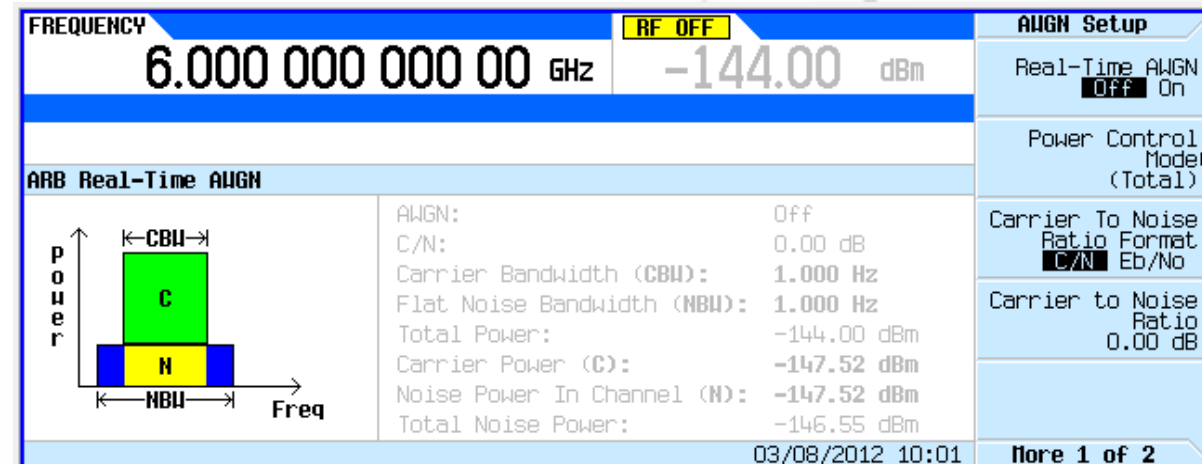 FREQUENCY
6.000 000 000 00 GHz
RF OFF
-144.00 dBm
ARB Real-Time AWGN
Power
CBW
C
N
NBW
Freq
AWGN: Off
C/N: 0.00 dB
Carrier Bandwidth (CBW): 1.000 Hz
Flat Noise Bandwidth (NBW): 1.000 Hz
Total Power: -144.00 dBm
Carrier Power (C): -147.52 dBm
Noise Power In Channel (N): -147.52 dBm
Total Noise Power: -146.55 dBm
03/08/2012 10:01
AWGN Setup
Real-Time AWGN
Off On
Power Control
Mode
(Total)
Carrier To Noise
Ratio Format
C/N Eb/No
Carrier to Noise
Ratio
0.00 dB
More 1 of 2